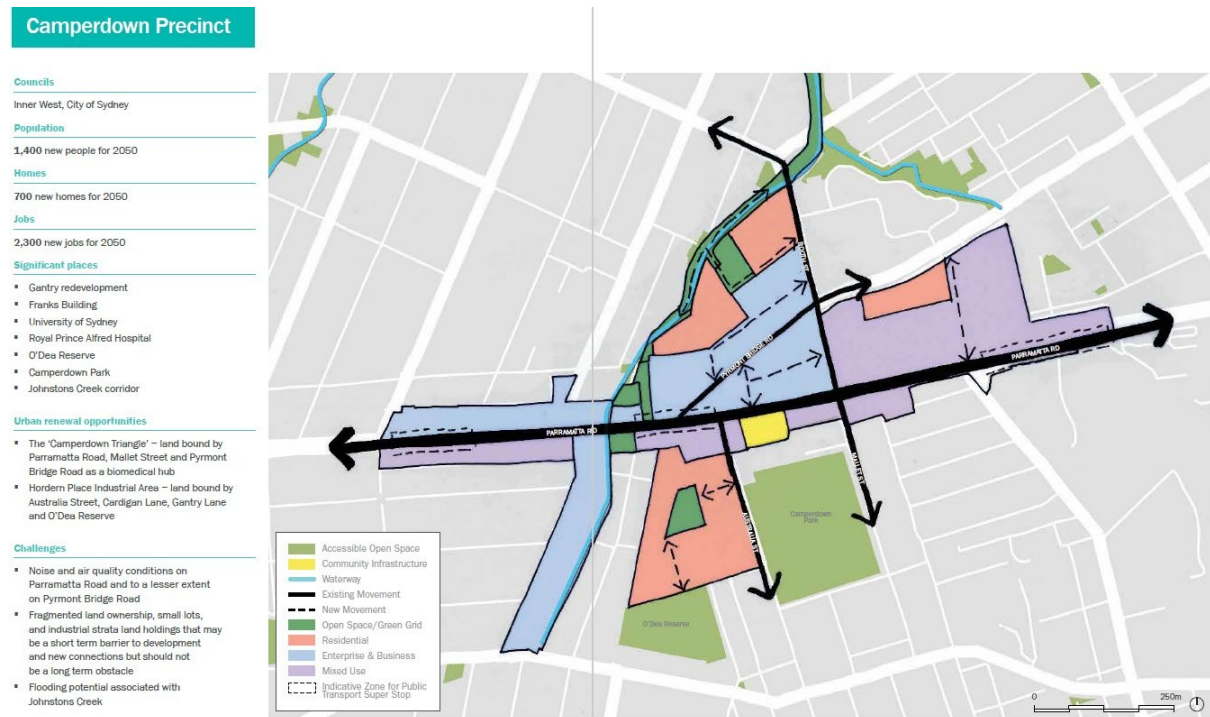 Camperdown Precinct
Councils
Inner West, City of Sydney
Population
1,400 new people for 2050
Homes
700 new homes for 2050
Jobs
2,300 new jobs for 2050
Significant places
▪ Gantry redevelopment
▪ Franks Building
▪ University of Sydney
▪ Royal Prince Alfred Hospital
▪ O'Dea Reserve
▪ Camperdown Park
▪ Johnstons Creek corridor
Urban renewal opportunities
▪ The 'Camperdown Triangle' – land bound by
Parramatta Road, Mallet Street and Pyrmont
Bridge Road as a biomedical hub
▪ Hordern Place Industrial Area – land bound by
Australia Street, Cardigan Lane, Gantry Lane
and O'Dea Reserve
Challenges
▪ Noise and air quality conditions on
Parramatta Road and to a lesser extent
on Pyrmont Bridge Road
▪ Fragmented land ownership, small lots,
and industrial strata land holdings that may
be a short term barrier to development
and new connections but should not
be a long term obstacle
▪ Flooding potential associated with
Johnstons Creek
PYRMONT BRIDGE RD
PARRAMATTA RD
PARRAMATTA RD
MALLET ST
AUSTRALIA ST
Camperdown
Park
O'Dea Reserve
Accessible Open Space
Community Infrastructure
Waterway
Existing Movement
New Movement
Open Space/Green Grid
Residential
Enterprise & Business
Mixed Use
Indicative Zone for Public
Transport Super Stop
0 250m